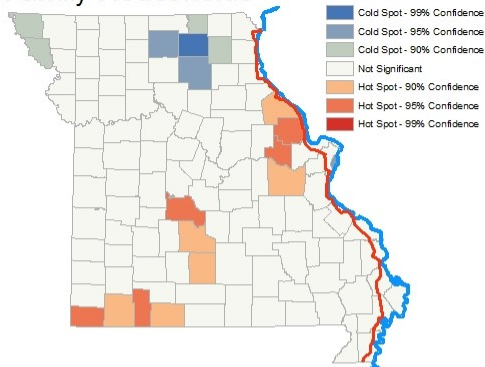 Cold Spot - 99% Confidence
Cold Spot - 95% Confidence
Cold Spot - 90% Confidence
Not Significant
Hot Spot - 90% Confidence
Hot Spot - 95% Confidence
Hot Spot - 99% Confidence